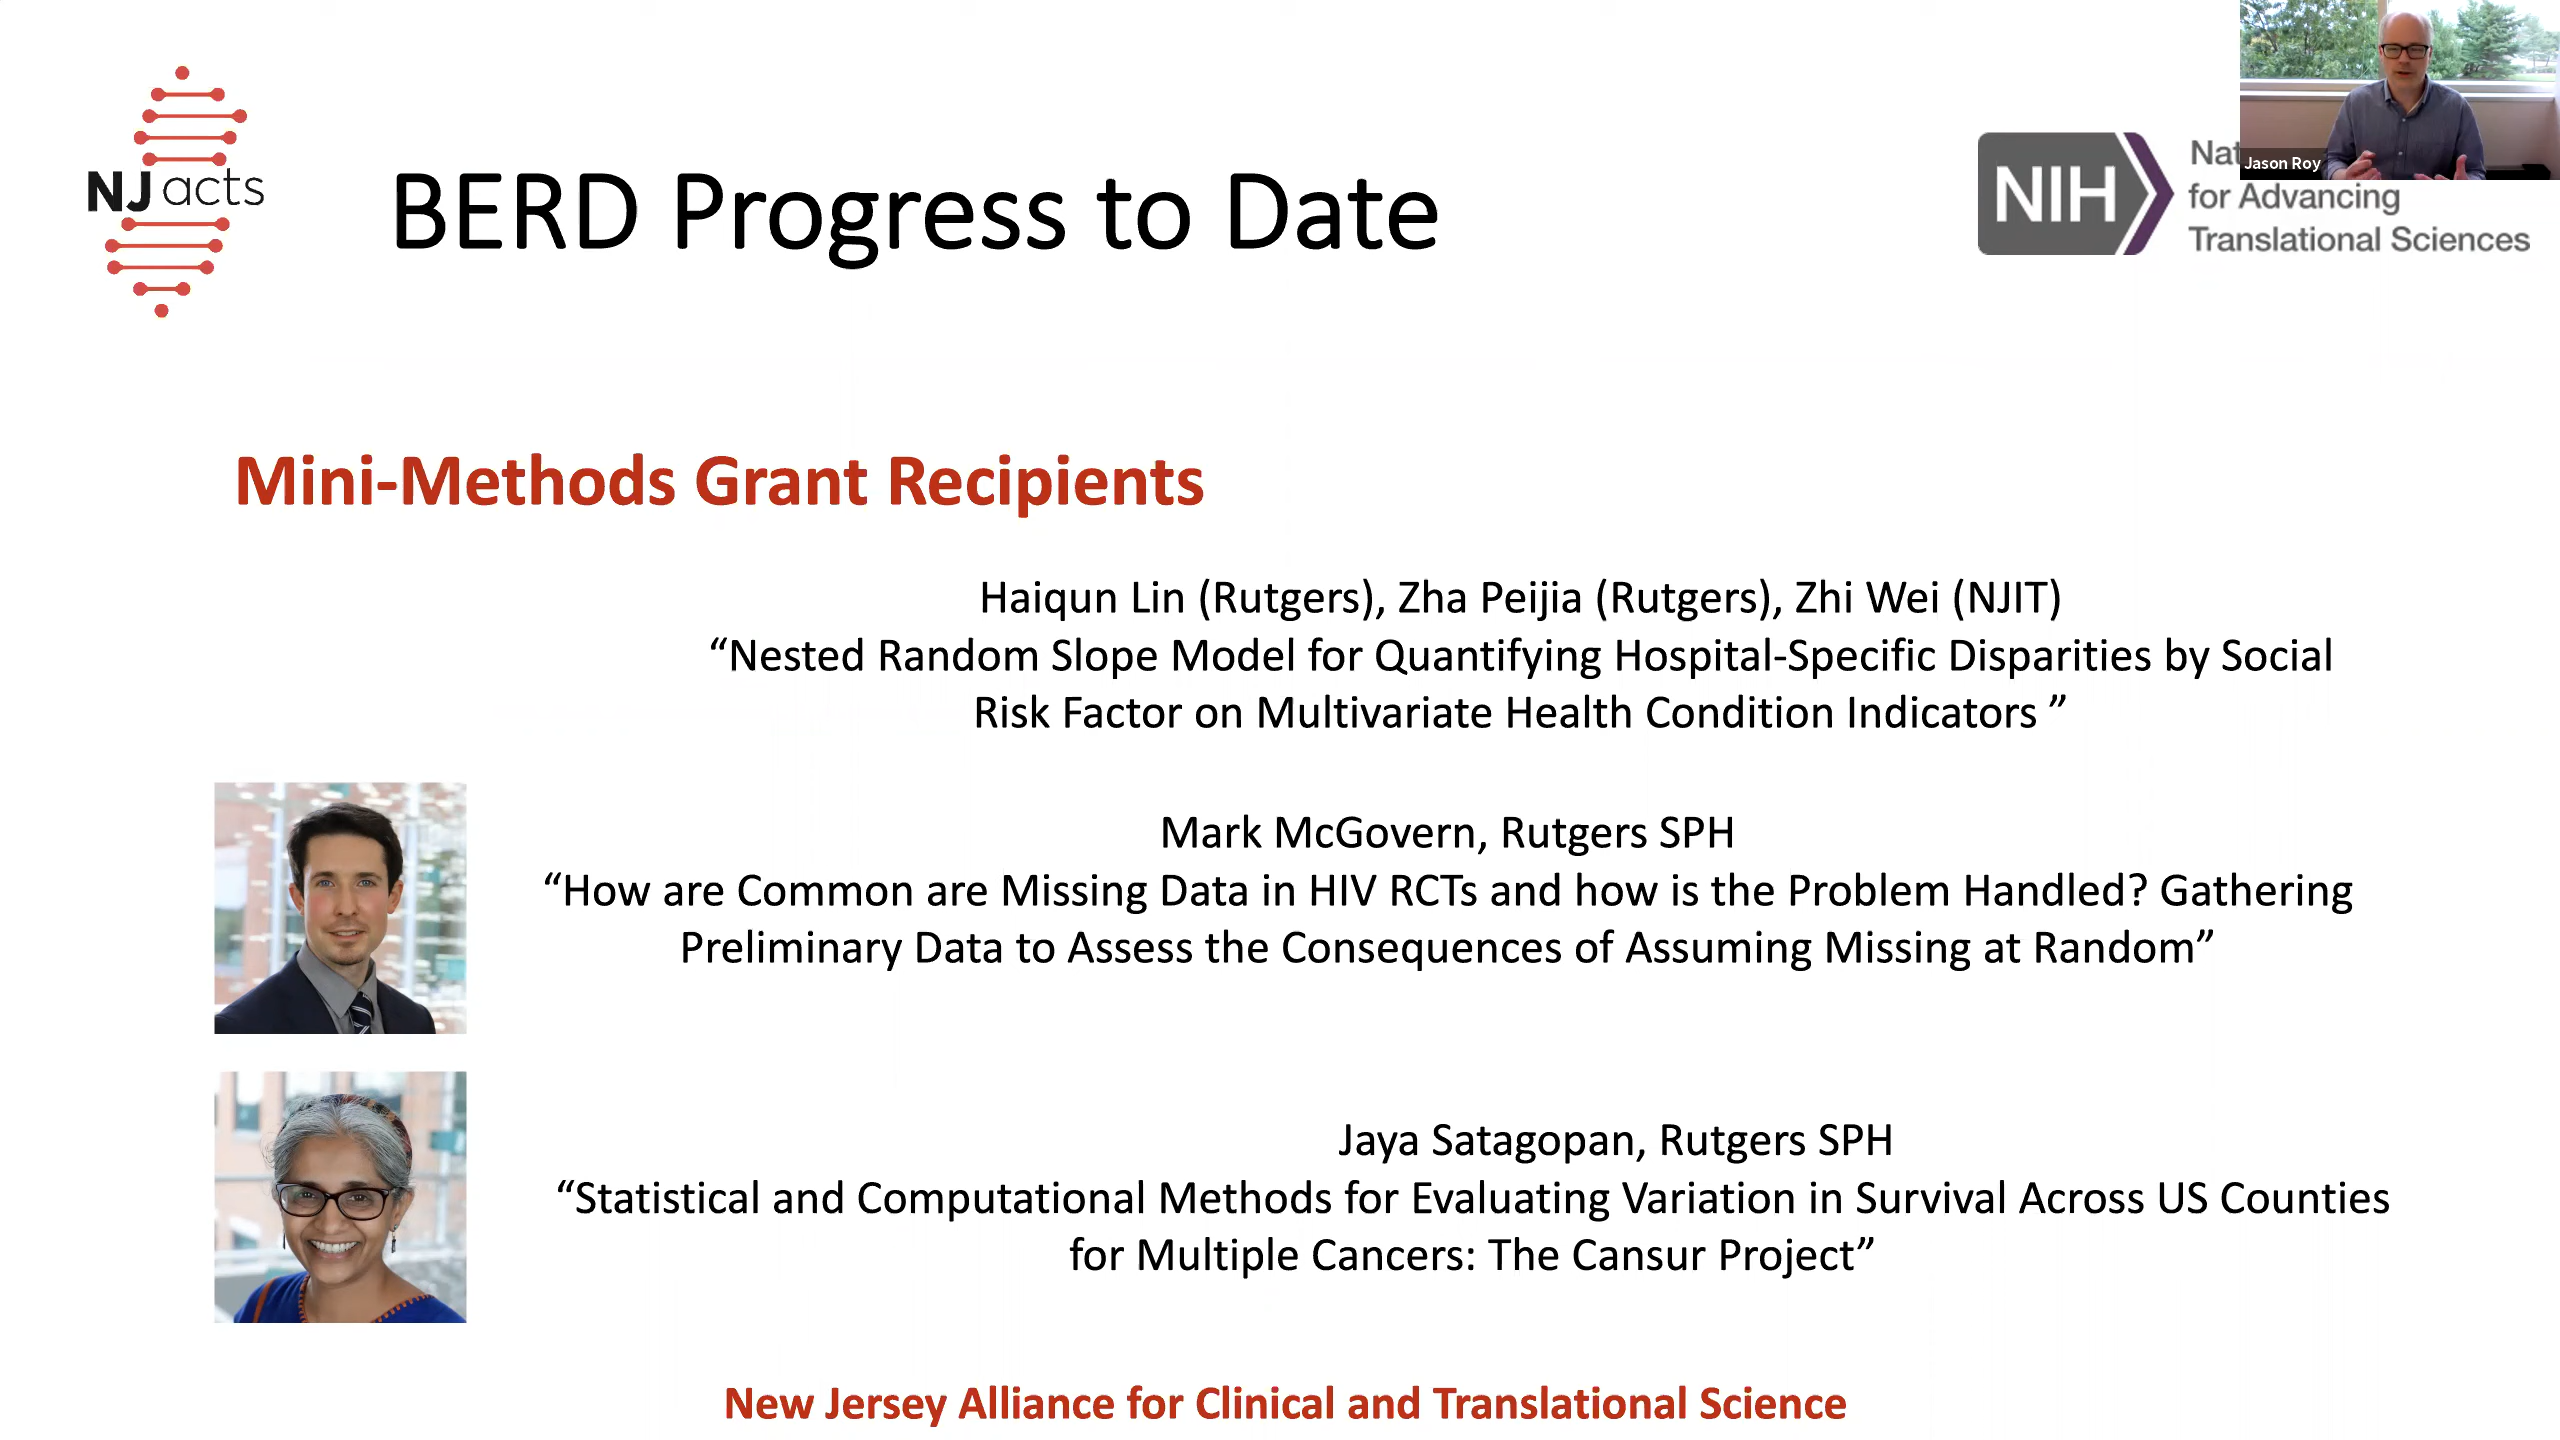 NJ acts
BERD Progress to Date
NIH
for Advancing
Translational Sciences
Jason Roy
Mini-Methods Grant Recipients
Haiqun Lin (Rutgers), Zha Peijia (Rutgers), Zhi Wei (NJIT)
“Nested Random Slope Model for Quantifying Hospital-Specific Disparities by Social
Risk Factor on Multivariate Health Condition Indicators ”
Mark McGovern, Rutgers SPH
“How are Common are Missing Data in HIV RCTs and how is the Problem Handled? Gathering
Preliminary Data to Assess the Consequences of Assuming Missing at Random”
Jaya Satagopan, Rutgers SPH
“Statistical and Computational Methods for Evaluating Variation in Survival Across US Counties
for Multiple Cancers: The Cansur Project”
New Jersey Alliance for Clinical and Translational Science